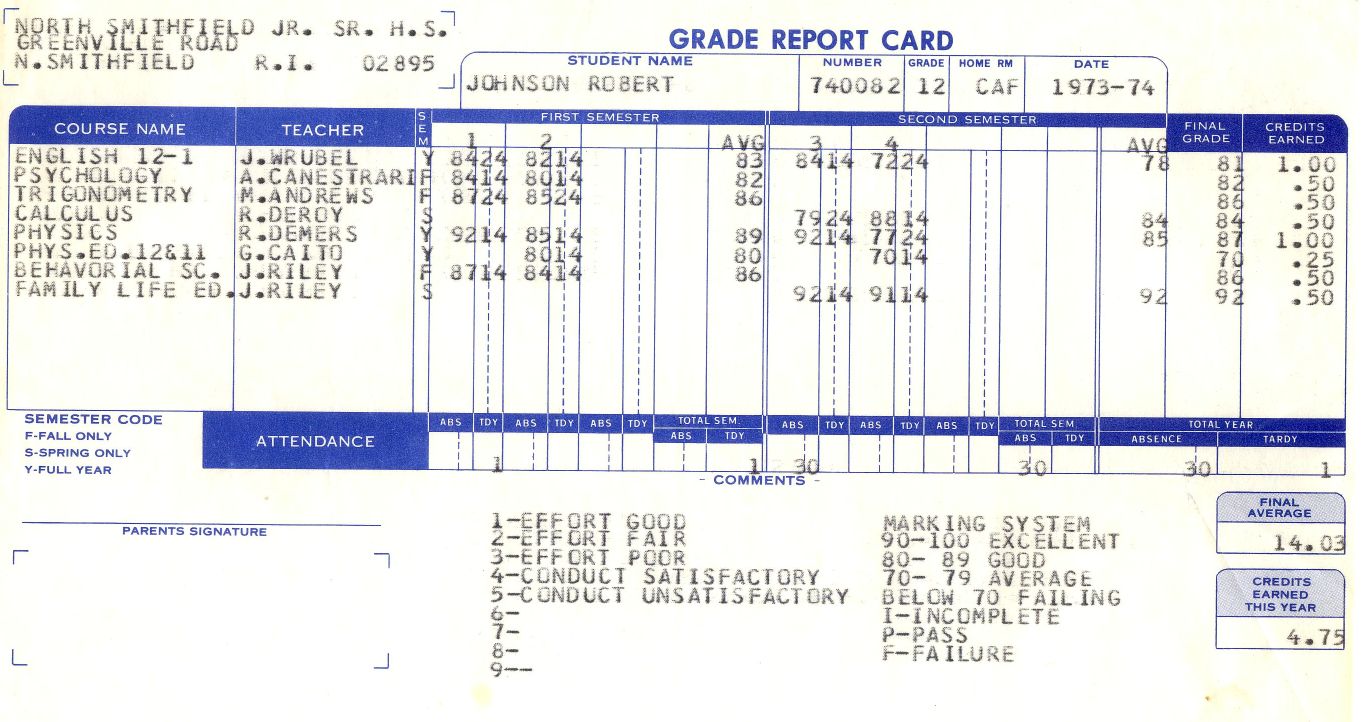 NORTH SMITHFIELD JR. SR. H.S.
GREENVILLE ROAD
N.SMITHFIELD R.I. 02895
GRADE REPORT CARD
STUDENT NAME NUMBER GRADE HOME RM DATE
JOHNSON ROBERT 740082 12 CAF 1973-74
COURSE NAME TEACHER SEM FIRST SEMESTER SECOND SEMESTER FINAL GRADE CREDITS EARNED
1 2 AVG 3 4 AVG
ENGLISH 12-1 J.WRUBEL Y 8424 8214 83 8414 7224 78 81 1.00
PSYCHOLOGY A.CANESTRARI F 8414 8014 82 82 .50
TRIGONOMETRY M.ANDREWS F 8724 8524 86 86 .50
CALCULUS R.DEROY S 7924 8814 84 84 .50
PHYSICS R.DEMERS Y 9214 8514 89 9214 7724 85 87 1.00
PHYS.ED.12&11 G.CAITO Y 8014 80 7014 70 .25
BEHAVORIAL SC. J.RILEY F 8714 8414 86 86 .50
FAMILY LIFE ED. J.RILEY S 9214 9114 92 92 .50
SEMESTER CODE
F-FALL ONLY
S-SPRING ONLY
Y-FULL YEAR
ATTENDANCE
ABS TDY ABS TDY ABS TDY TOTAL SEM. ABS TDY ABS TDY ABS TDY TOTAL SEM. TOTAL YEAR
ABS TDY ABS TDY ABSENCE TARDY
1 1 30 30 30 1
- COMMENTS -
PARENTS SIGNATURE
1-EFFORT GOOD
2-EFFORT FAIR
3-EFFORT POOR
4-CONDUCT SATISFACTORY
5-CONDUCT UNSATISFACTORY
6-
7-
8-
9--
MARKING SYSTEM
90-100 EXCELLENT
80- 89 GOOD
70- 79 AVERAGE
BELOW 70 FAILING
I-INCOMPLETE
P-PASS
F-FAILURE
FINAL AVERAGE
14.03
CREDITS EARNED THIS YEAR
4.75